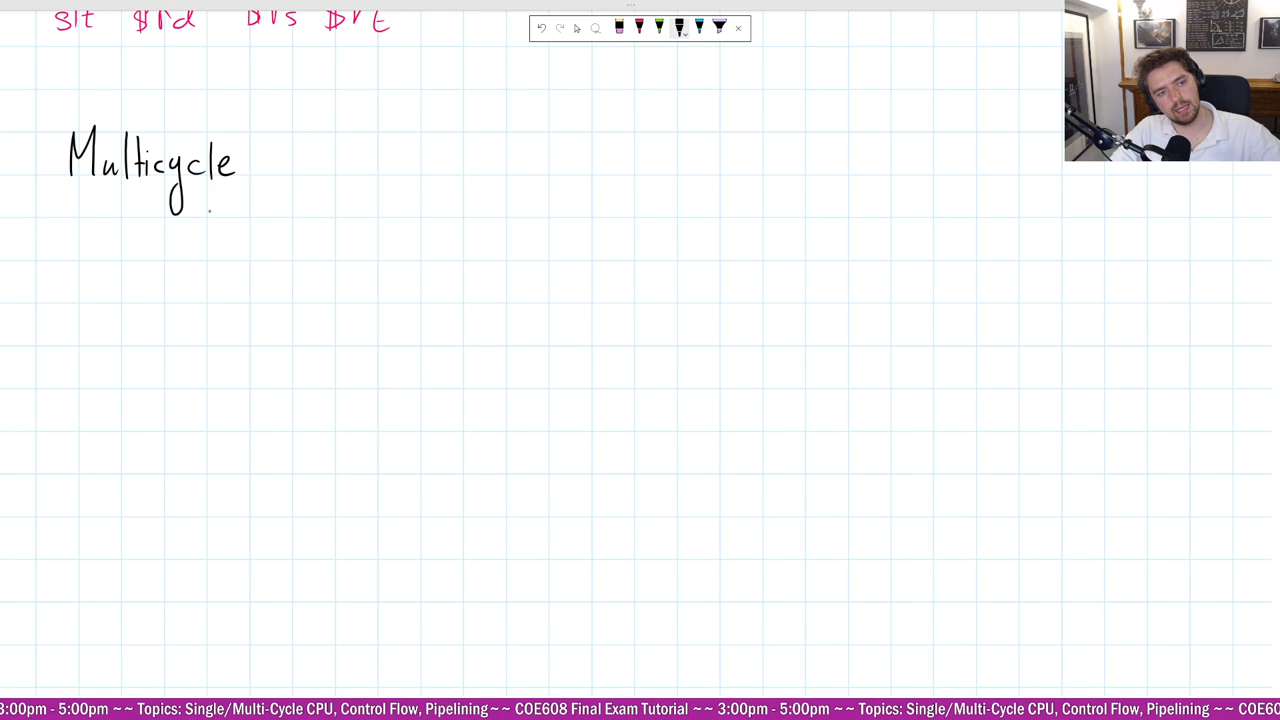 slt $rd $rs $rt
Multicycle
3:00pm - 5:00pm ~~ Topics: Single/Multi-Cycle CPU, Control Flow, Pipelining~~ COE608 Final Exam Tutorial ~~ 3:00pm - 5:00pm ~~ Topics: Single/Multi-Cycle CPU, Control Flow, Pipelining ~~ COE60